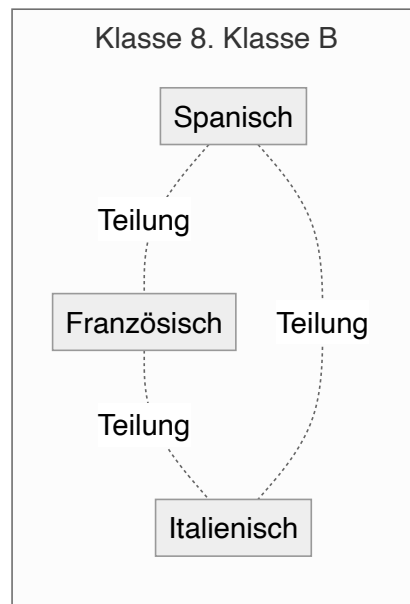 Klasse 8. Klasse B
Spanisch
Teilung
Französisch
Teilung
Teilung
Italienisch